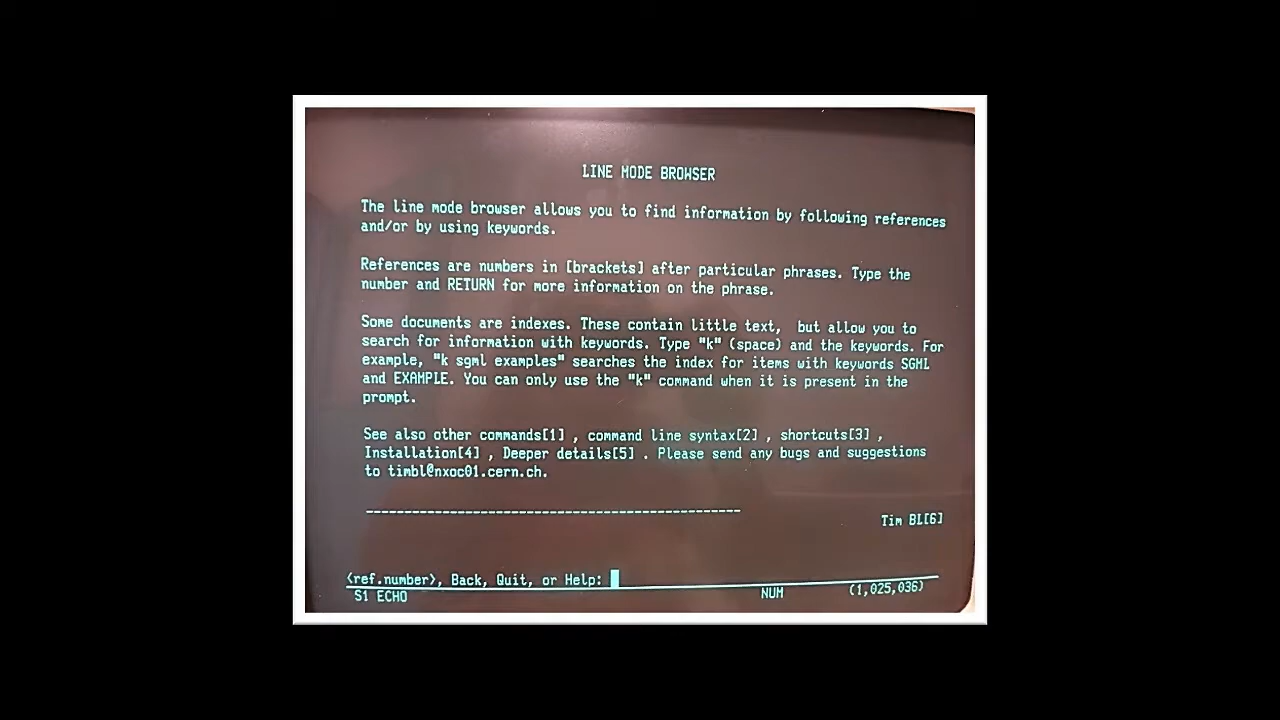 LINE MODE BROWSER
The line mode browser allows you to find information by following references
and/or by using keywords.
References are numbers in [brackets] after particular phrases. Type the
number and RETURN for more information on the phrase.
Some documents are indexes. These contain little text,  but allow you to
search for information with keywords. Type "k" (space) and the keywords. For
example, "k sgml examples" searches the index for items with keywords SGML
and EXAMPLE. You can only use the "k" command when it is present in the
prompt.
See also other commands[1] , command line syntax[2] , shortcuts[3] ,
Installation[4] , Deeper details[5] . Please send any bugs and suggestions
to timbl@nxoc01.cern.ch.
------------------------------------------------
Tim BL[6]
<ref.number>, Back, Quit, or Help:
S1 ECHO NUM (1,025,036)